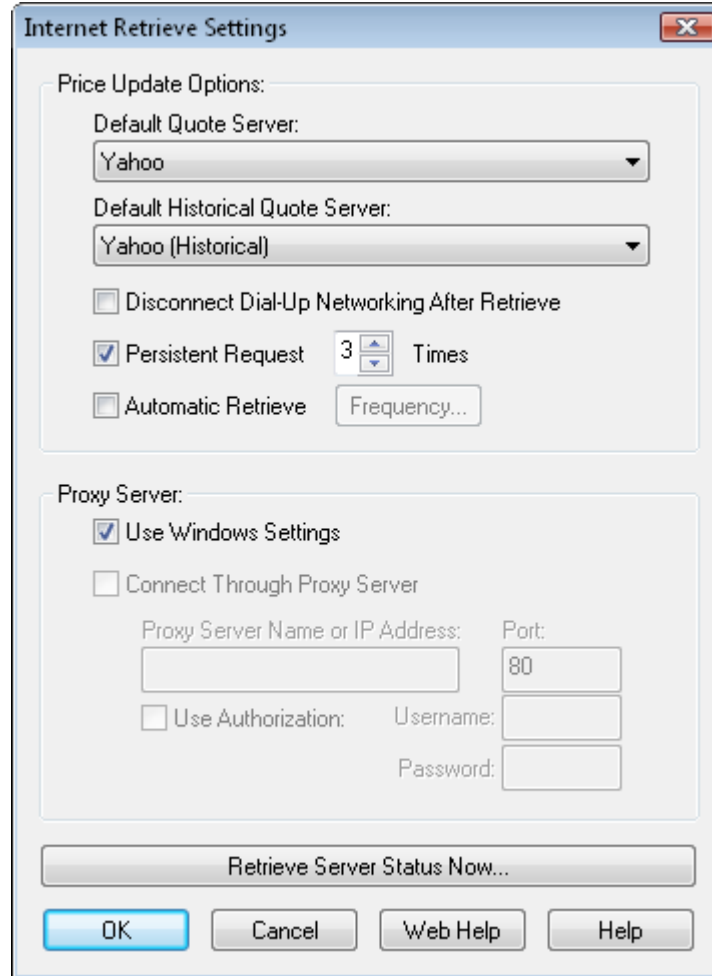 Internet Retrieve Settings
Price Update Options:
Default Quote Server:
Yahoo
Default Historical Quote Server:
Yahoo (Historical)
Disconnect Dial-Up Networking After Retrieve
Persistent Request 3 Times
Automatic Retrieve Frequency...
Proxy Server:
Use Windows Settings
Connect Through Proxy Server
Proxy Server Name or IP Address: Port:
80
Use Authorization: Username:
Password:
Retrieve Server Status Now...
OK Cancel Web Help Help